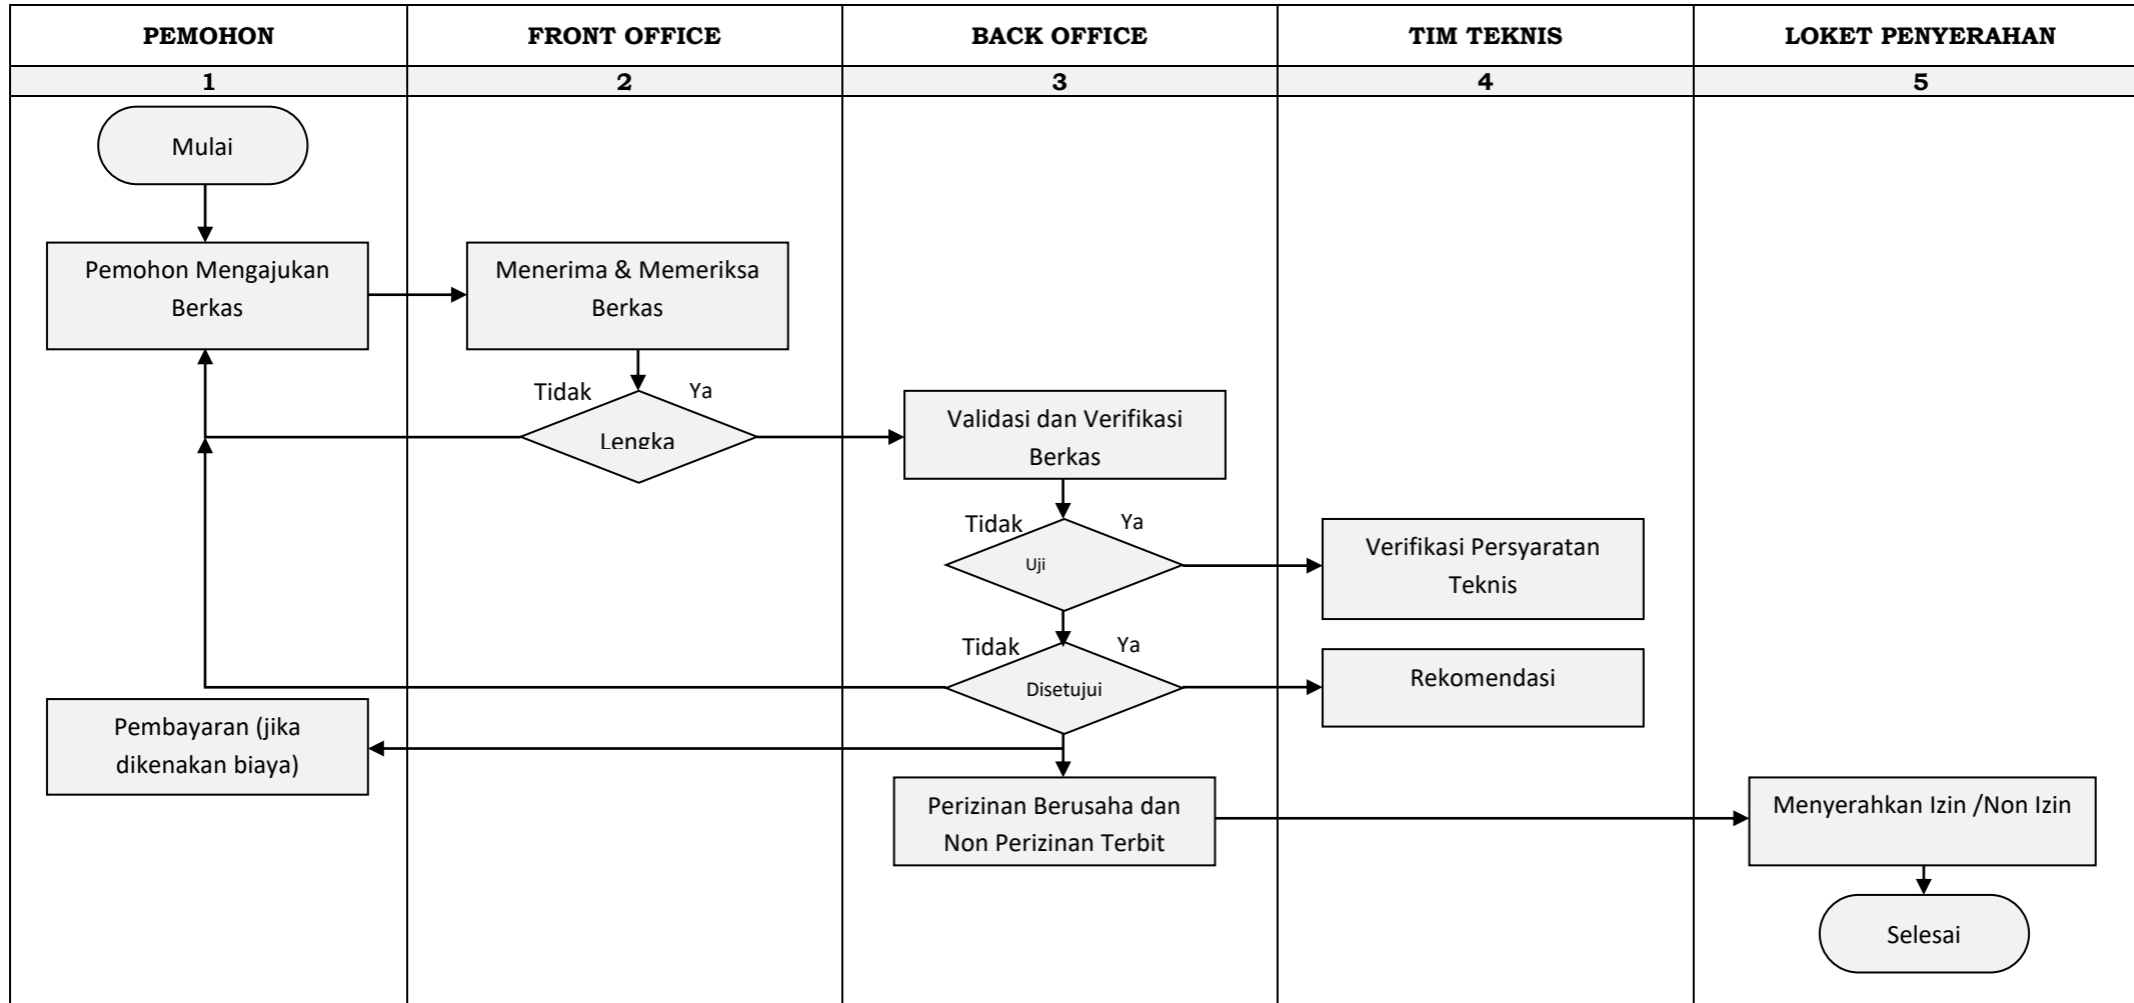 PEMOHON
FRONT OFFICE
BACK OFFICE
TIM TEKNIS
LOKET PENYERAHAN
1
2
3
4
5
Mulai
Pemohon Mengajukan
Berkas
Menerima & Memeriksa
Berkas
Tidak
Ya
Lengka
Validasi dan Verifikasi
Berkas
Tidak
Ya
Uji
Verifikasi Persyaratan
Teknis
Tidak
Ya
Disetujui
Rekomendasi
Pembayaran (jika
dikenakan biaya)
Perizinan Berusaha dan
Non Perizinan Terbit
Menyerahkan Izin /Non Izin
Selesai